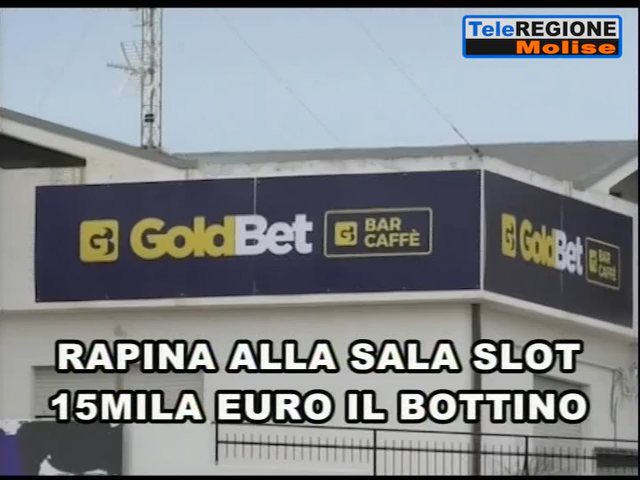 TeleREGIONE
Molise
G GoldBet
G BAR
CAFFÈ
G GoldBet
G BAR
CAFFÈ
RAPINA ALLA SALA SLOT
15MILA EURO IL BOTTINO